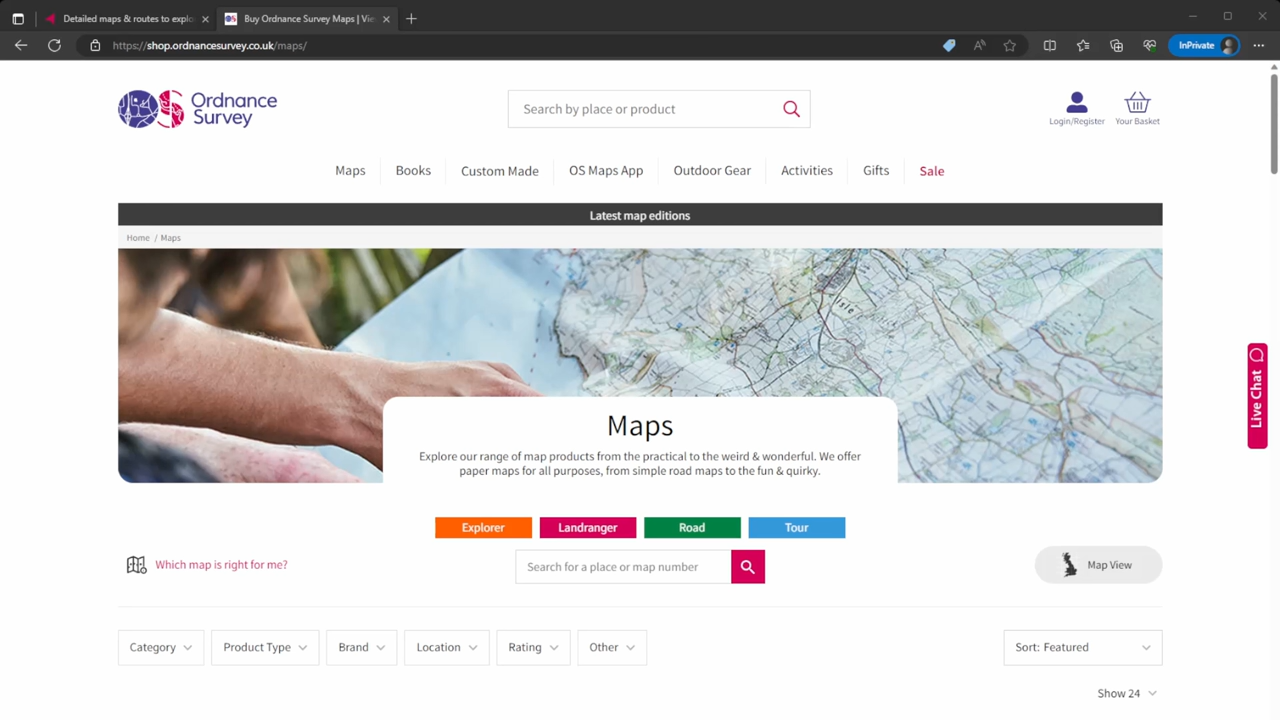 Detailed maps & routes to explo
Buy Ordnance Survey Maps | Vie
https://shop.ordnancesurvey.co.uk/maps/
InPrivate
Ordnance
Survey
Search by place or product
Login/Register
Your Basket
Maps
Books
Custom Made
OS Maps App
Outdoor Gear
Activities
Gifts
Sale
Latest map editions
Home / Maps
Maps
Explore our range of map products from the practical to the weird & wonderful. We offer
paper maps for all purposes, from simple road maps to the fun & quirky.
Live Chat
Explorer
Landranger
Road
Tour
Which map is right for me?
Search for a place or map number
Map View
Category
Product Type
Brand
Location
Rating
Other
Sort: Featured
Show 24